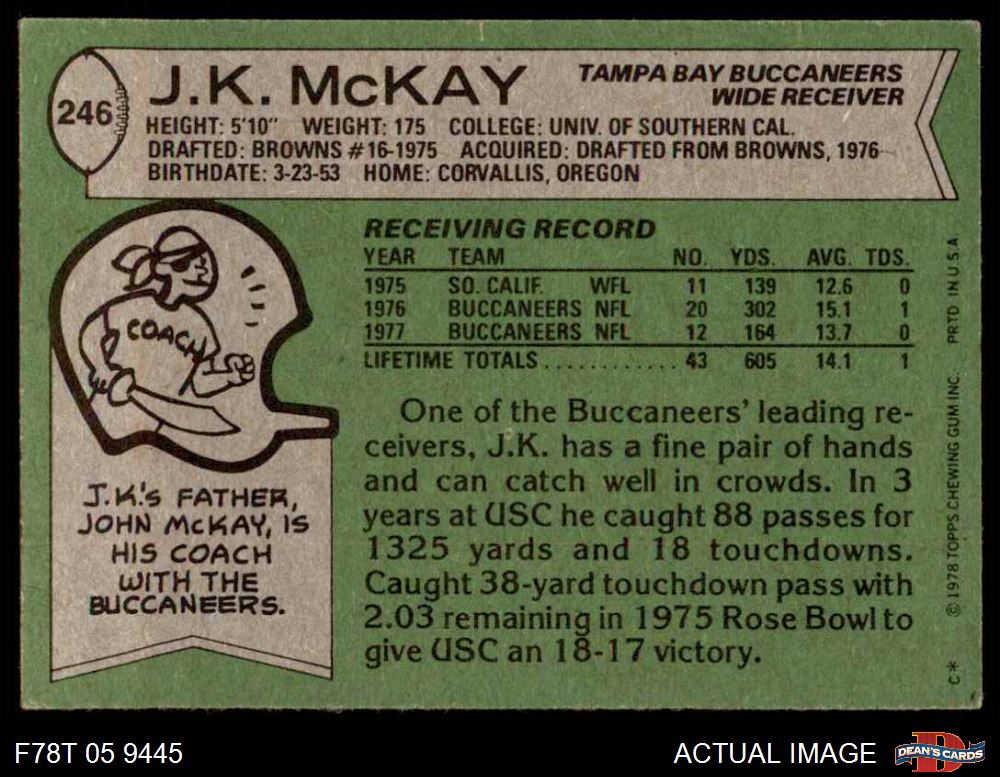 246
J.K. McKAY
TAMPA BAY BUCCANEERS
WIDE RECEIVER
HEIGHT: 5'10" WEIGHT: 175 COLLEGE: UNIV. OF SOUTHERN CAL.
DRAFTED: BROWNS #16-1975 ACQUIRED: DRAFTED FROM BROWNS, 1976
BIRTHDATE: 3-23-53 HOME: CORVALLIS, OREGON
COACH
J.K.'s FATHER,
JOHN McKAY, IS
HIS COACH
WITH THE
BUCCANEERS.
RECEIVING RECORD
YEAR TEAM NO. YDS. AVG. TDS.
1975 SO. CALIF. WFL 11 139 12.6 0
1976 BUCCANEERS NFL 20 302 15.1 1
1977 BUCCANEERS NFL 12 164 13.7 0
LIFETIME TOTALS............ 43 605 14.1 1
One of the Buccaneers' leading re-
ceivers, J.K. has a fine pair of hands
and can catch well in crowds. In 3
years at USC he caught 88 passes for
1325 yards and 18 touchdowns.
Caught 38-yard touchdown pass with
2.03 remaining in 1975 Rose Bowl to
give USC an 18-17 victory.
C* © 1978 TOPPS CHEWING GUM INC. PRTD. IN U.S.A.
F78T 05 9445
ACTUAL IMAGE
D
DEAN'S CARDS